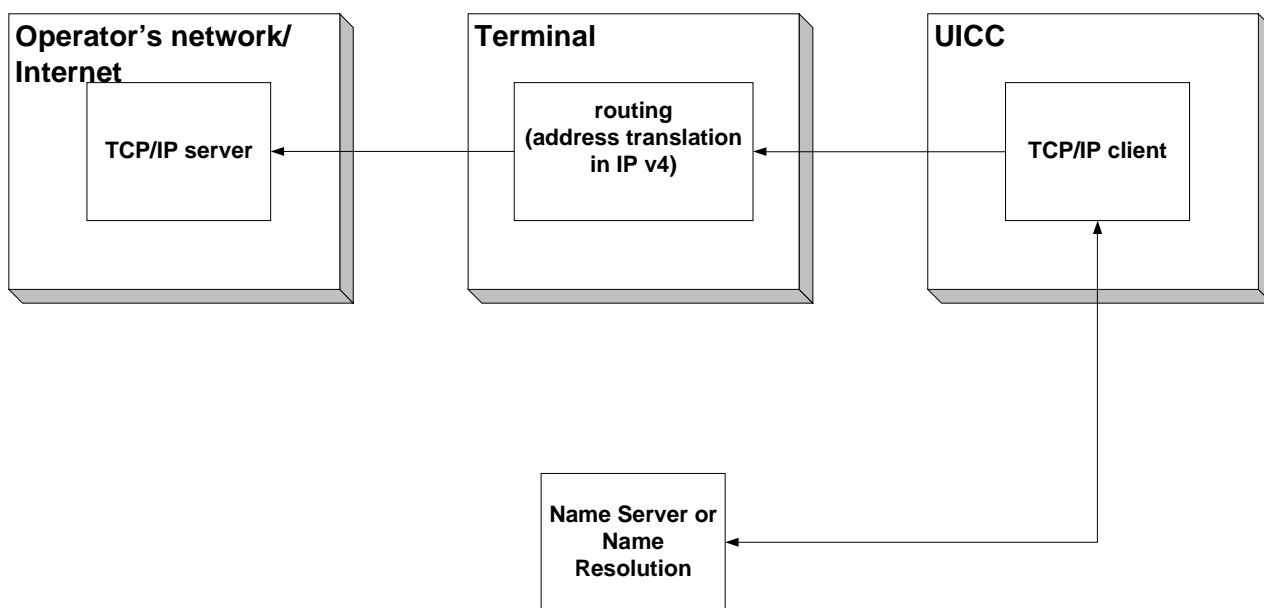 Operator's network/
Internet
TCP/IP server
Terminal
routing
(address translation
in IP v4)
UICC
TCP/IP client
Name Server or
Name
Resolution